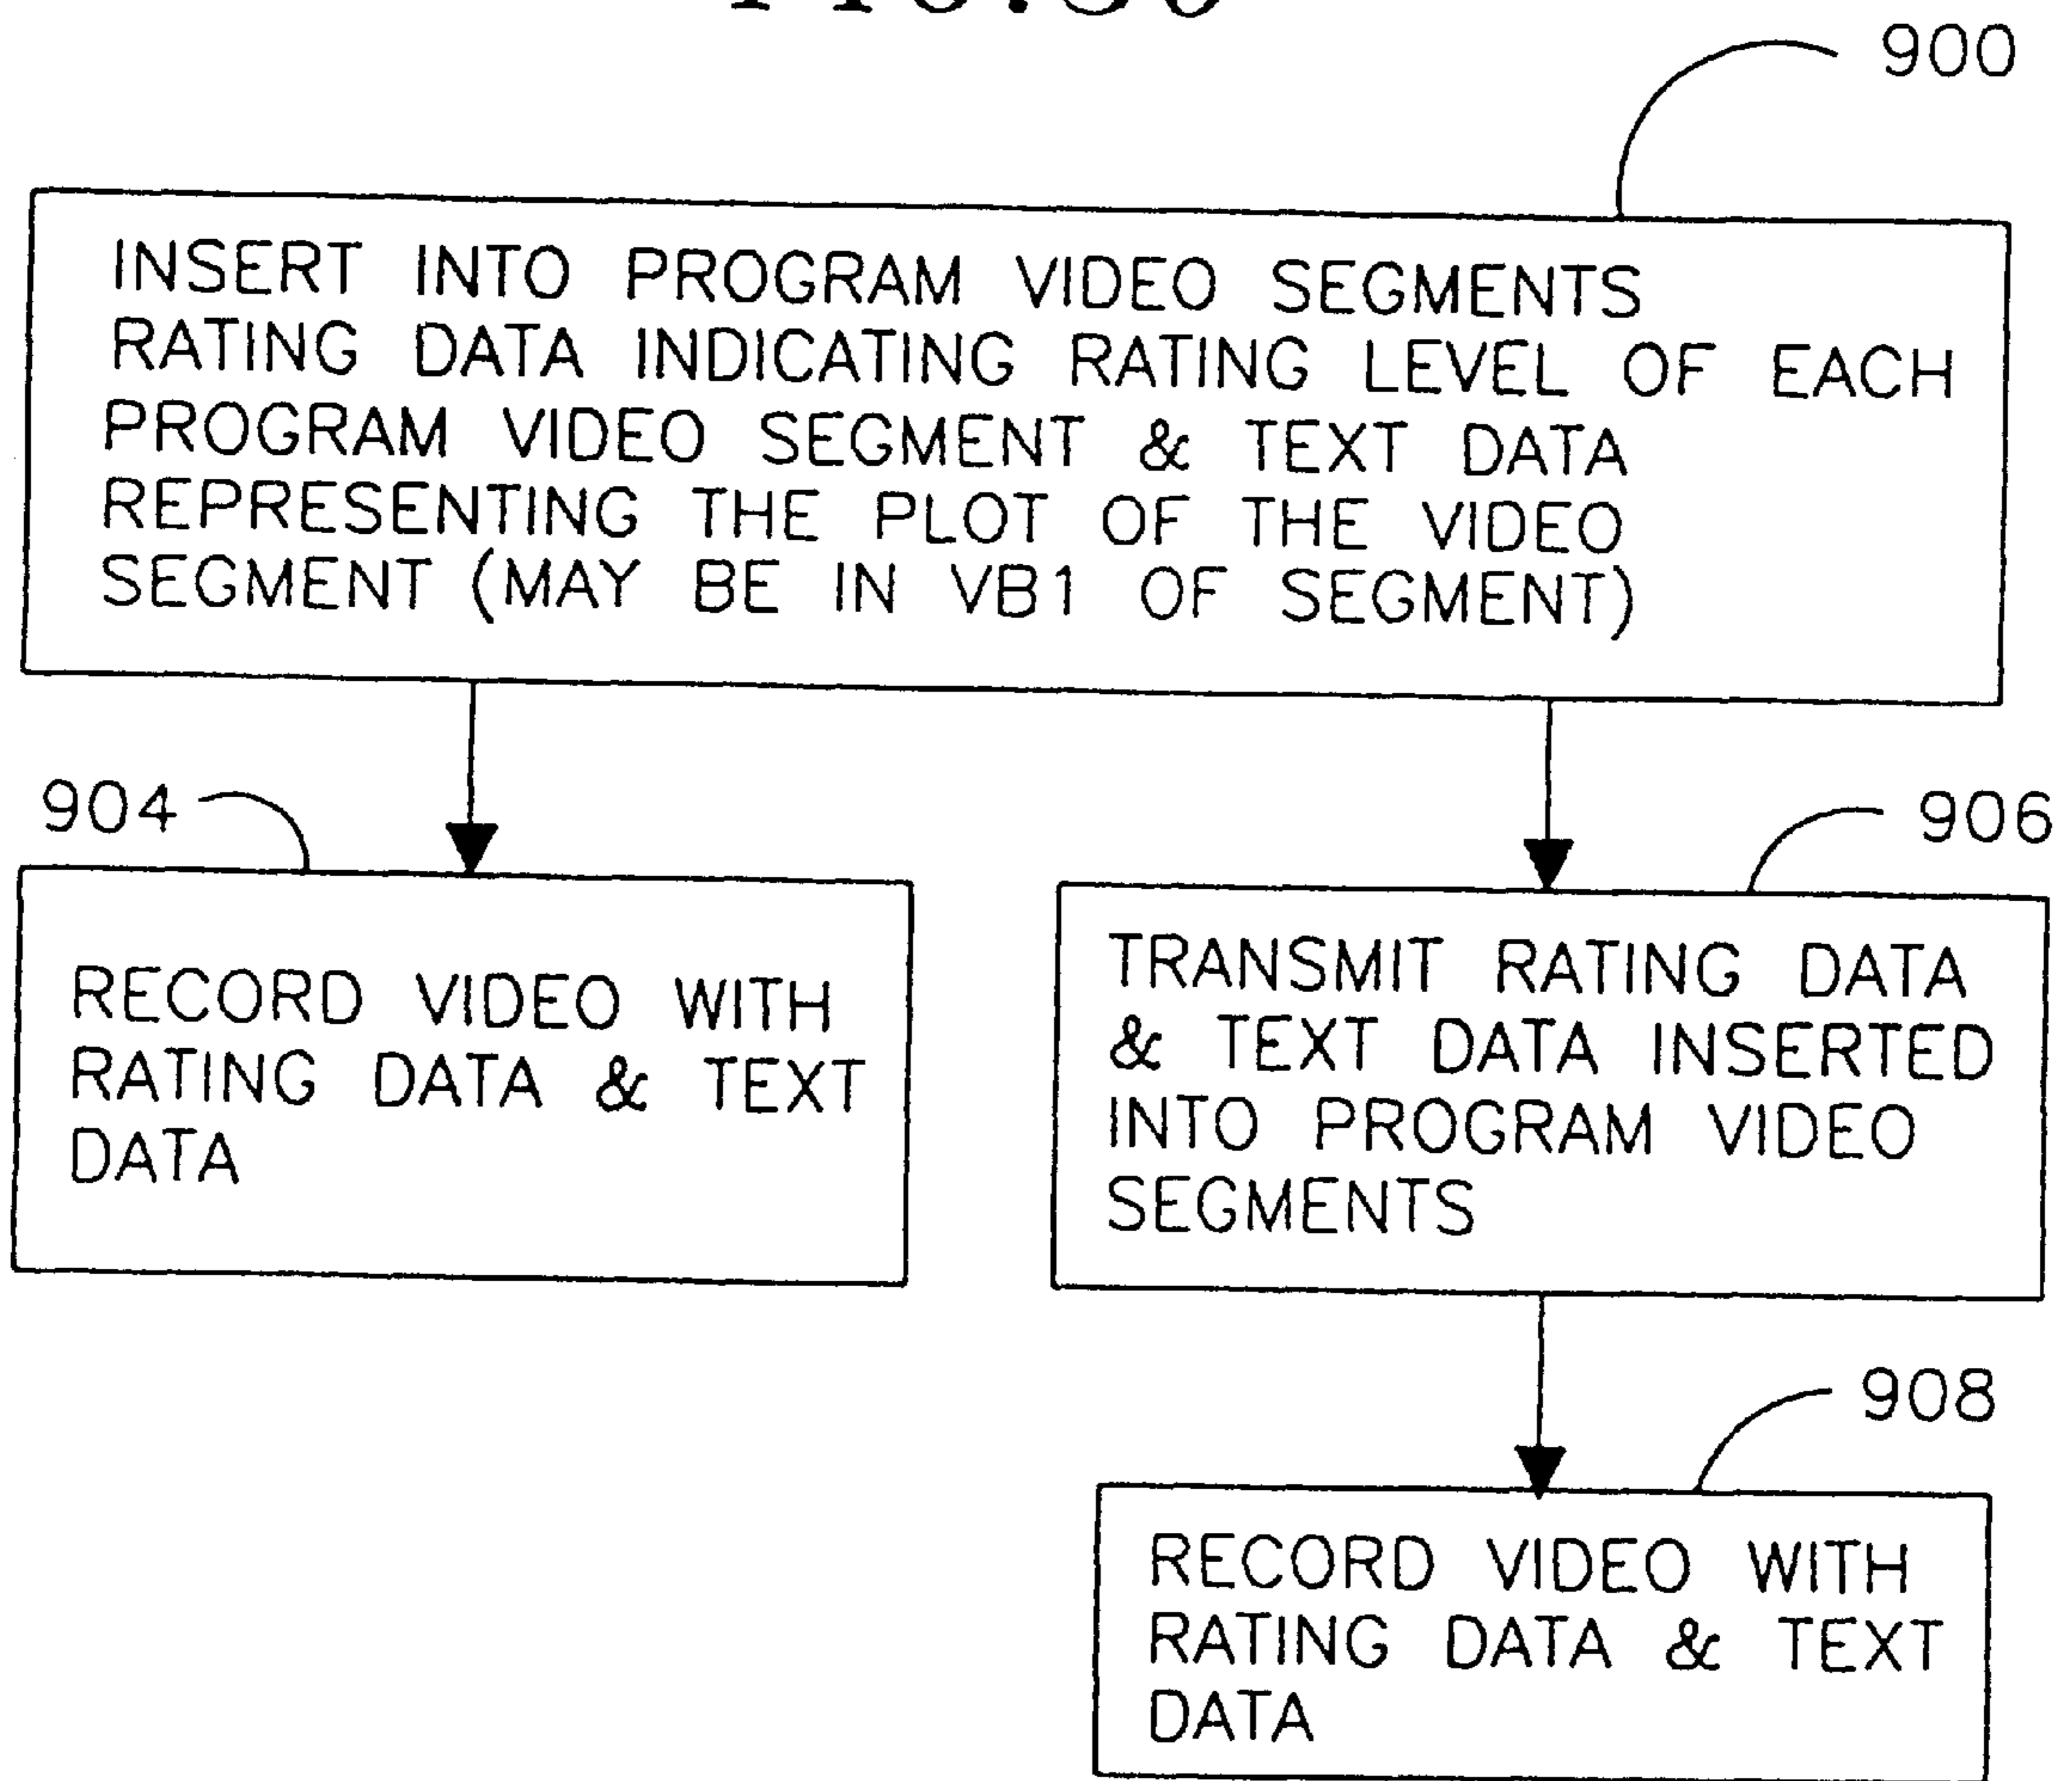 900
INSERT INTO PROGRAM VIDEO SEGMENTS
RATING DATA INDICATING RATING LEVEL OF EACH
PROGRAM VIDEO SEGMENT & TEXT DATA
REPRESENTING THE PLOT OF THE VIDEO
SEGMENT (MAY BE IN VB1 OF SEGMENT)
904
RECORD VIDEO WITH
RATING DATA & TEXT
DATA
906
TRANSMIT RATING DATA
& TEXT DATA INSERTED
INTO PROGRAM VIDEO
SEGMENTS
908
RECORD VIDEO WITH
RATING DATA & TEXT
DATA